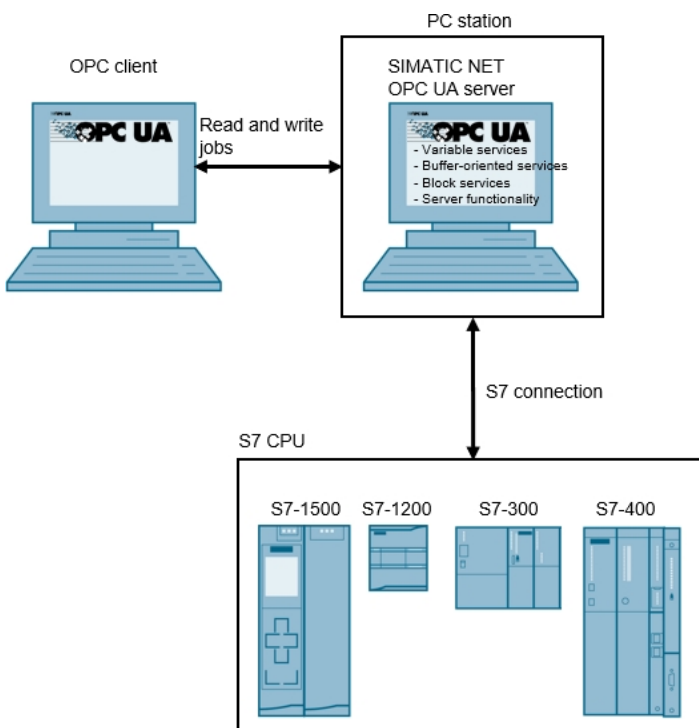 PC station
OPC client
SIMATIC NET
OPC UA server
OPC UA
Read and write
jobs
OPC UA
- Variable services
- Buffer-oriented services
- Block services
- Server functionality
S7 connection
S7 CPU
S7-1500
S7-1200
S7-300
S7-400